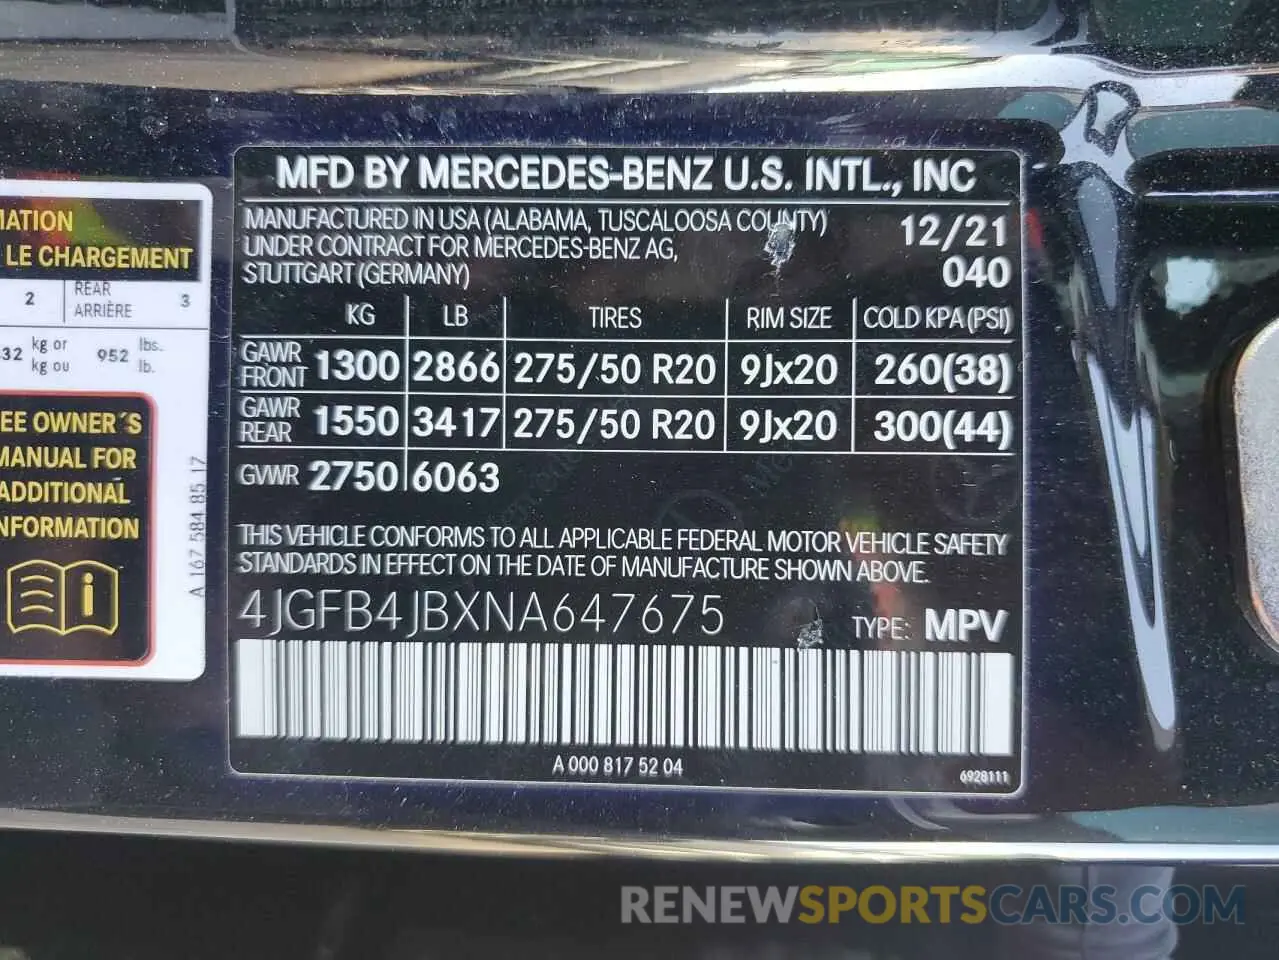 MFD BY MERCEDES-BENZ U.S. INTL., INC
MANUFACTURED IN USA (ALABAMA, TUSCALOOSA COUNTY) 12/21
UNDER CONTRACT FOR MERCEDES-BENZ AG,
STUTTGART (GERMANY) 040
KG LB TIRES RIM SIZE COLD KPA (PSI)
GAWR FRONT 1300 2866 275/50 R20 9Jx20 260(38)
GAWR REAR 1550 3417 275/50 R20 9Jx20 300(44)
GVWR 2750 6063
THIS VEHICLE CONFORMS TO ALL APPLICABLE FEDERAL MOTOR VEHICLE SAFETY
STANDARDS IN EFFECT ON THE DATE OF MANUFACTURE SHOWN ABOVE.
4JGFB4JBXNA647675 TYPE: MPV
A 000 817 52 04
6928111
LE CHARGEMENT
2 REAR ARRIÈRE 3
kg or 952 lbs.
kg ou lb.
OWNER´S
MANUAL FOR
ADDITIONAL
A 167 584 85 17
RENEWSPORTSCARS.COM